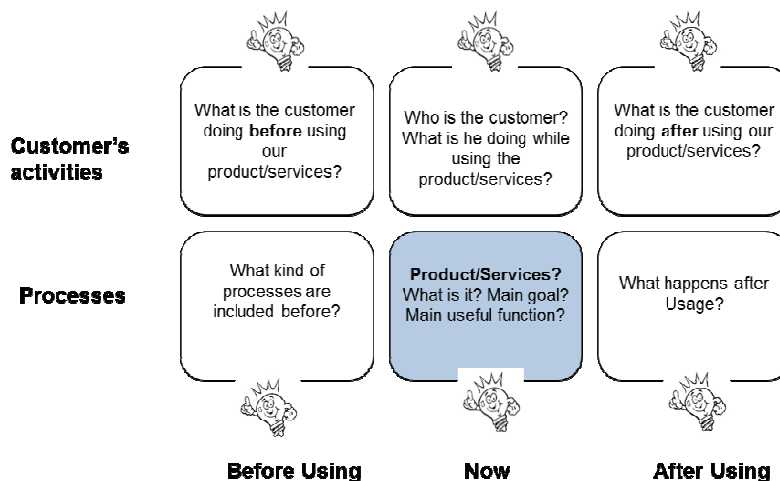 What is the customer
doing before using
our
product/services?
Who is the customer?
What is he doing while
using the
product/services?
What is the customer
doing after using our
product/services?
Customer's
activities
What kind of
processes are
included before?
Product/Services?
What is it? Main goal?
Main useful function?
What happens after
Usage?
Processes
Before Using
Now
After Using